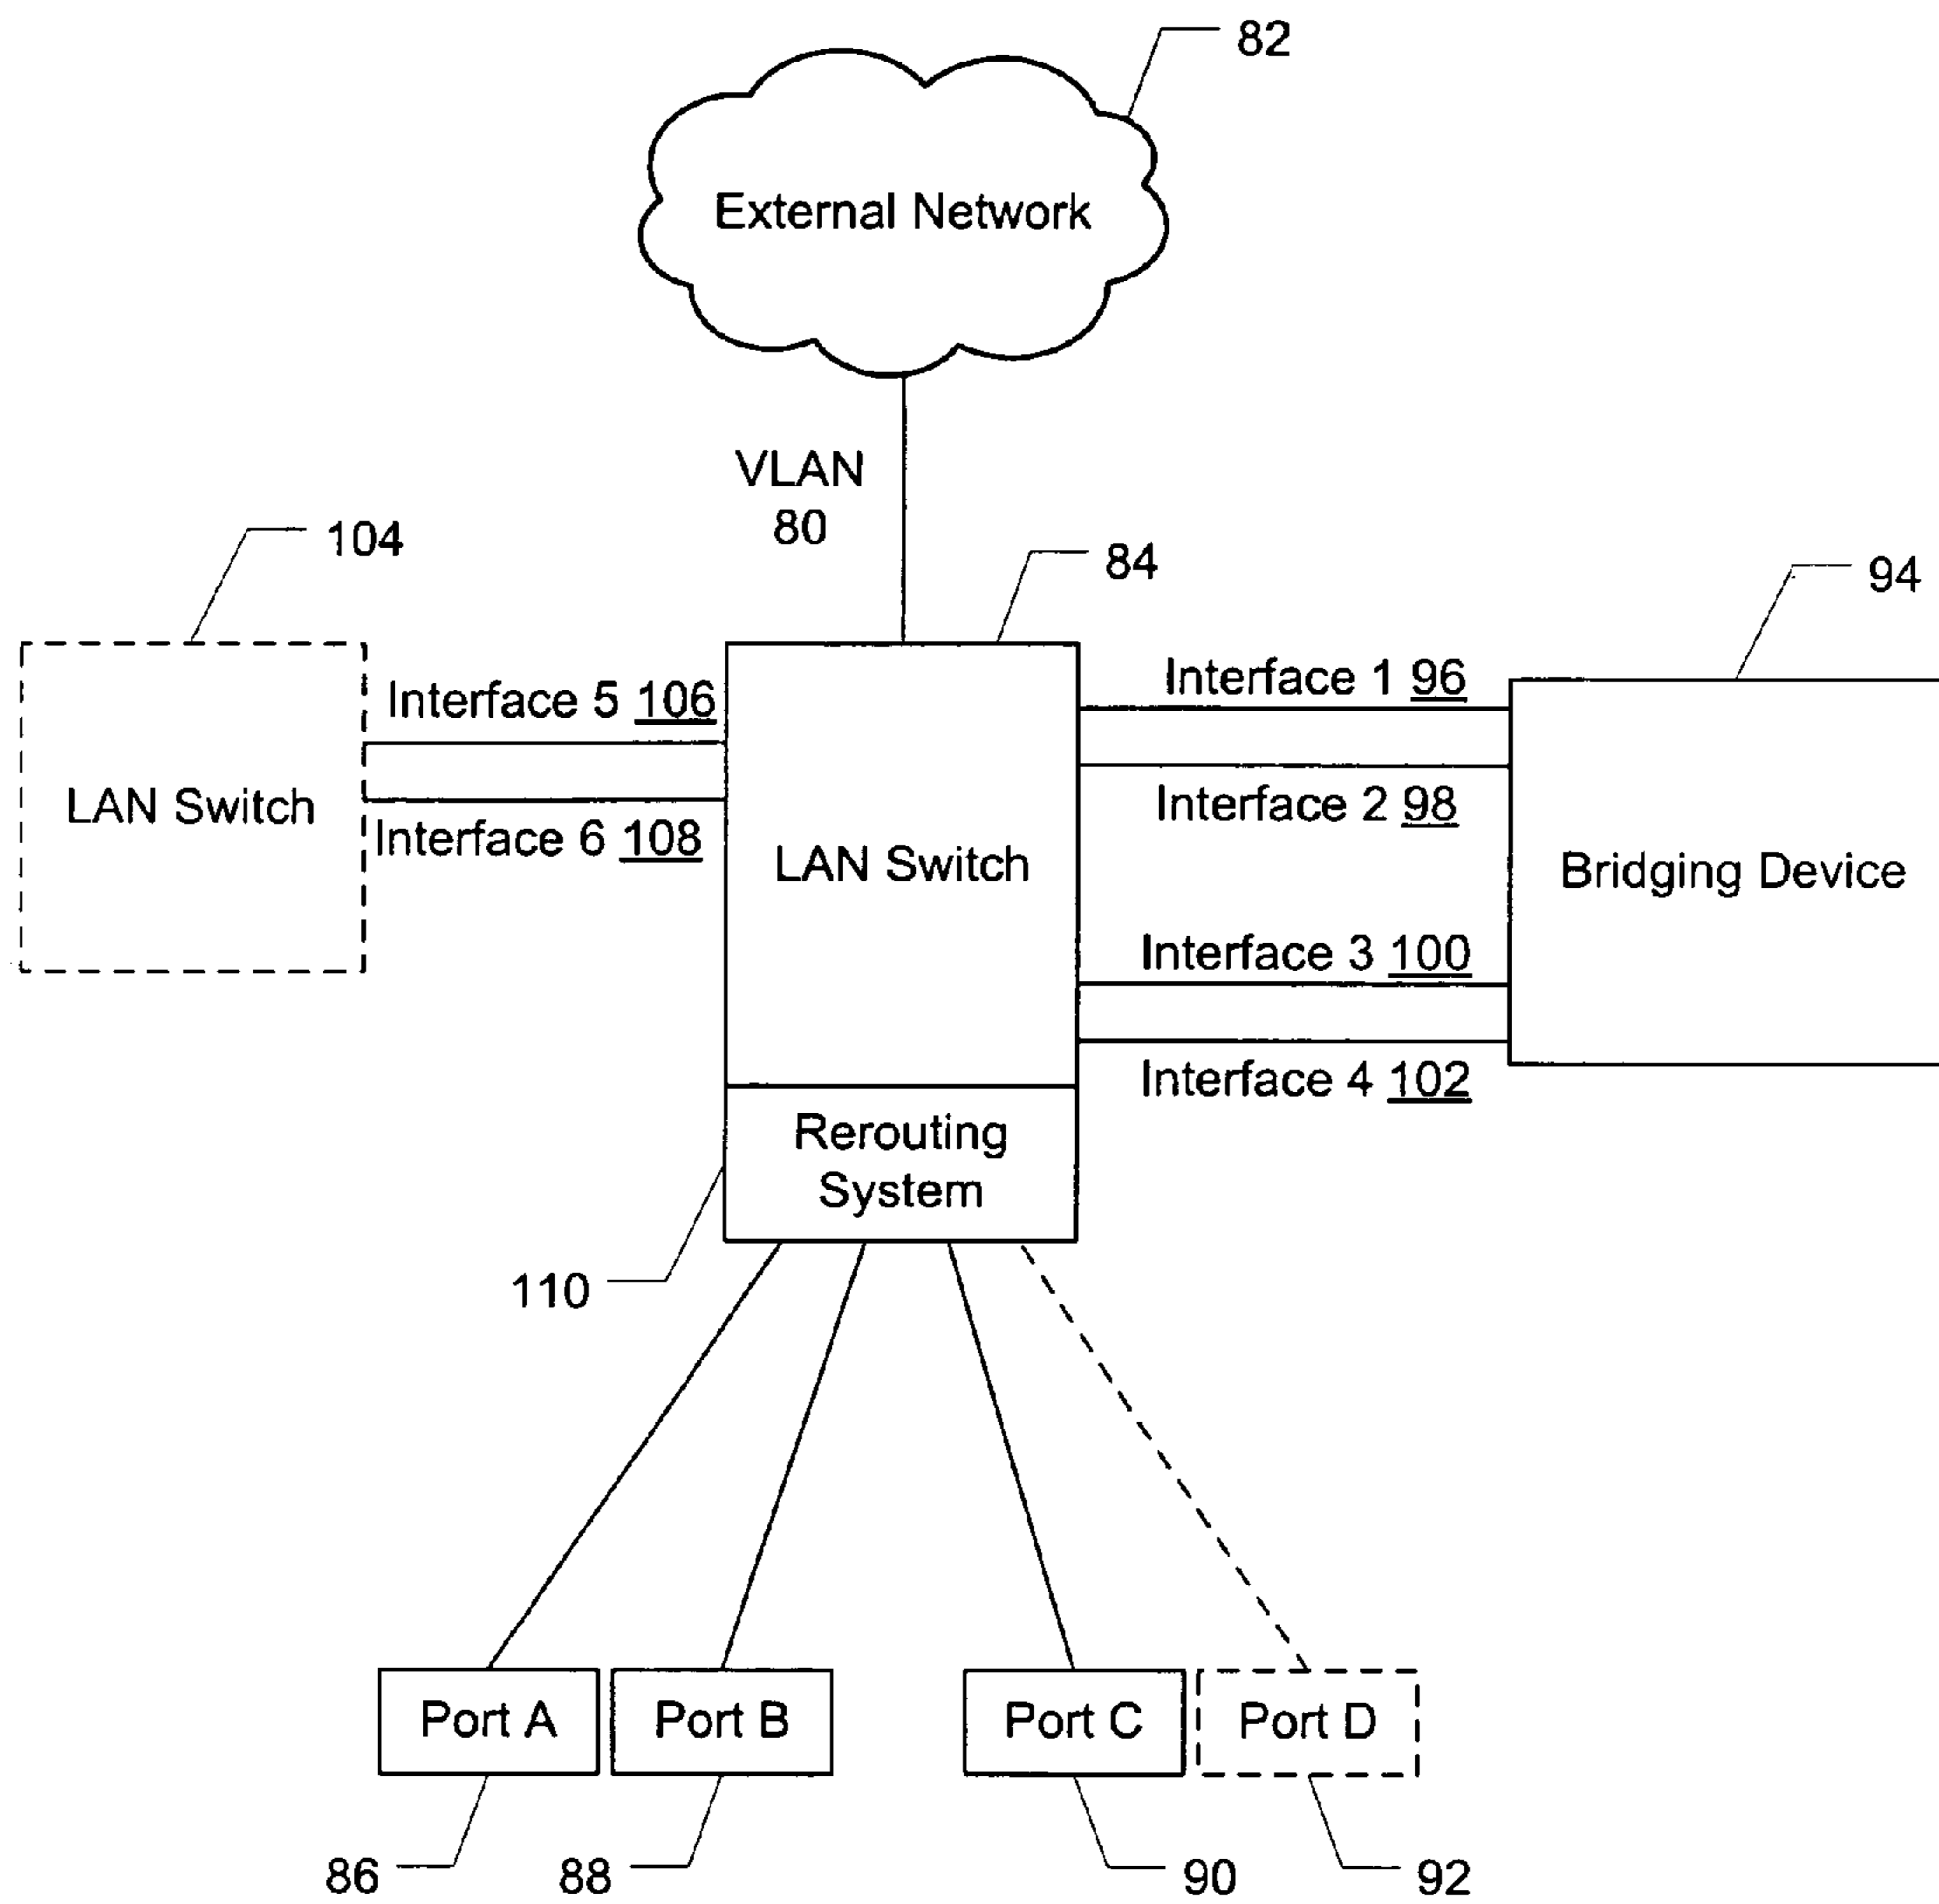 82
External Network
VLAN
80
104
84
94
Interface 5 106
Interface 1 96
LAN Switch
Interface 2 98
Interface 6 108
LAN Switch
Bridging Device
Interface 3 100
Interface 4 102
Rerouting
System
110
Port A
Port B
Port C
Port D
86
88
90
92